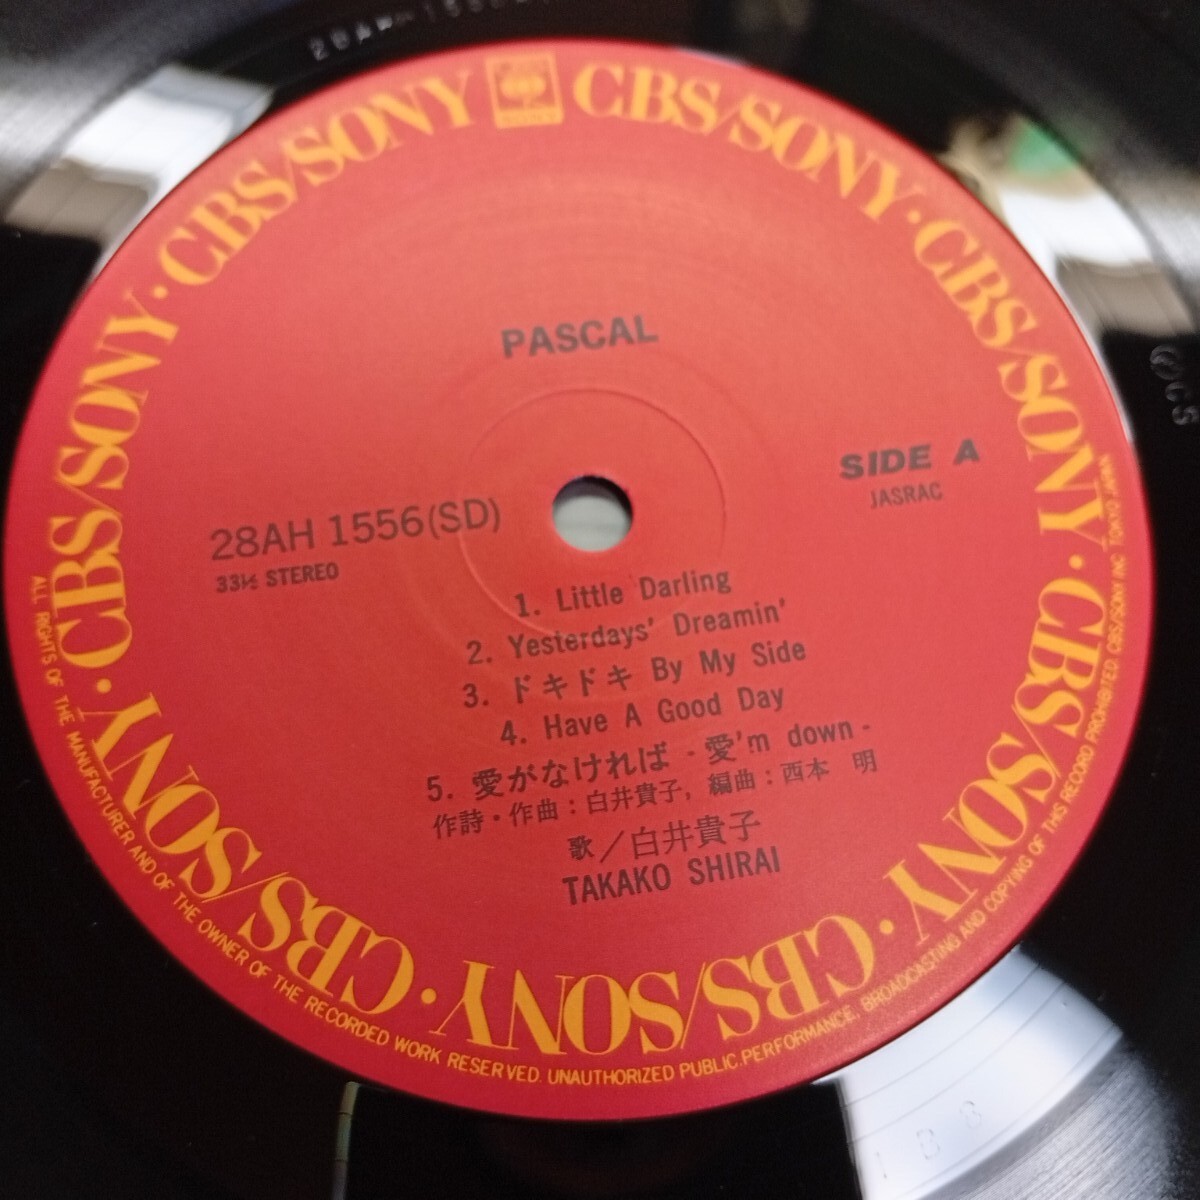 CBS/SONY · CBS/SONY · CBS/SONY · CBS/SONY · CBS/SONY · CBS/SONY · CBS/SONY · CBS/SONY
PASCAL
SIDE A
JASRAC
28AH 1556(SD)
33⅓ STEREO
1. Little Darling
2. Yesterdays' Dreamin'
3. ドキドキ By My Side
4. Have A Good Day
5. 愛がなければ - 愛'm down -
作詩・作曲：白井貴子, 編曲：西本 明
歌／白井貴子
TAKAKO SHIRAI
ALL RIGHTS OF THE MANUFACTURER AND OF THE OWNER OF THE RECORDED WORK RESERVED. UNAUTHORIZED PUBLIC PERFORMANCE, BROADCASTING AND COPYING OF THIS RECORD PROHIBITED. CBS/SONY INC. TOKYO JAPAN